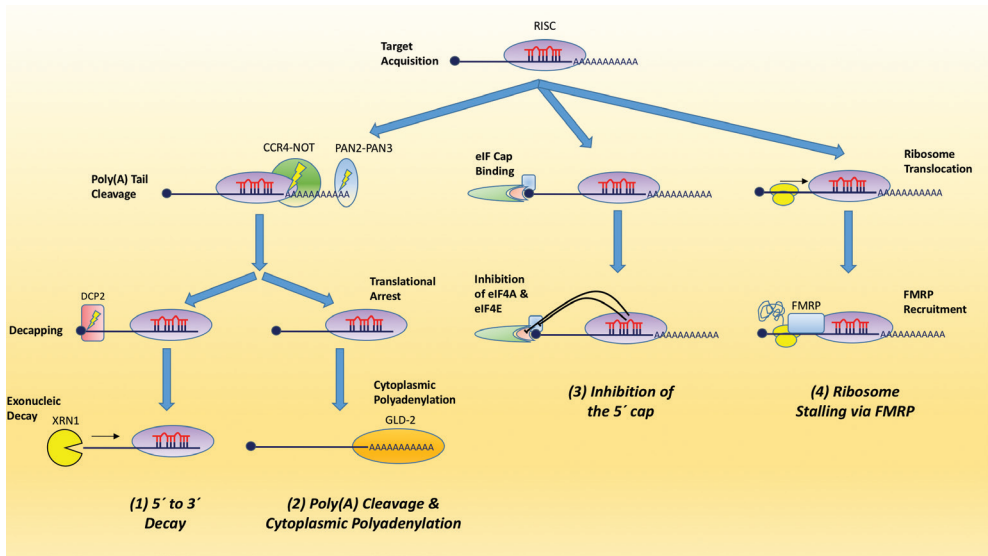 RISC
Target
Acquisition
AAAAAAAAAAA
CCR4-NOT
PAN2-PAN3
Poly(A) Tail
Cleavage
AAAAAAAAAAA
eIF Cap
Binding
AAAAAAAAAAA
Ribosome
Translocation
AAAAAAAAAAA
DCP2
Decapping
Translational
Arrest
Inhibition
of eIF4A &
eIF4E
AAAAAAAAAAA
FMRP
FMRP
Recruitment
AAAAAAAAAAA
Exonucleic
Decay
XRN1
Cytoplasmic
Polyadenylation
GLD-2
AAAAAAAAAAA
(3) Inhibition of
the 5´ cap
(4) Ribosome
Stalling via FMRP
(1) 5´ to 3´
Decay
(2) Poly(A) Cleavage &
Cytoplasmic Polyadenylation